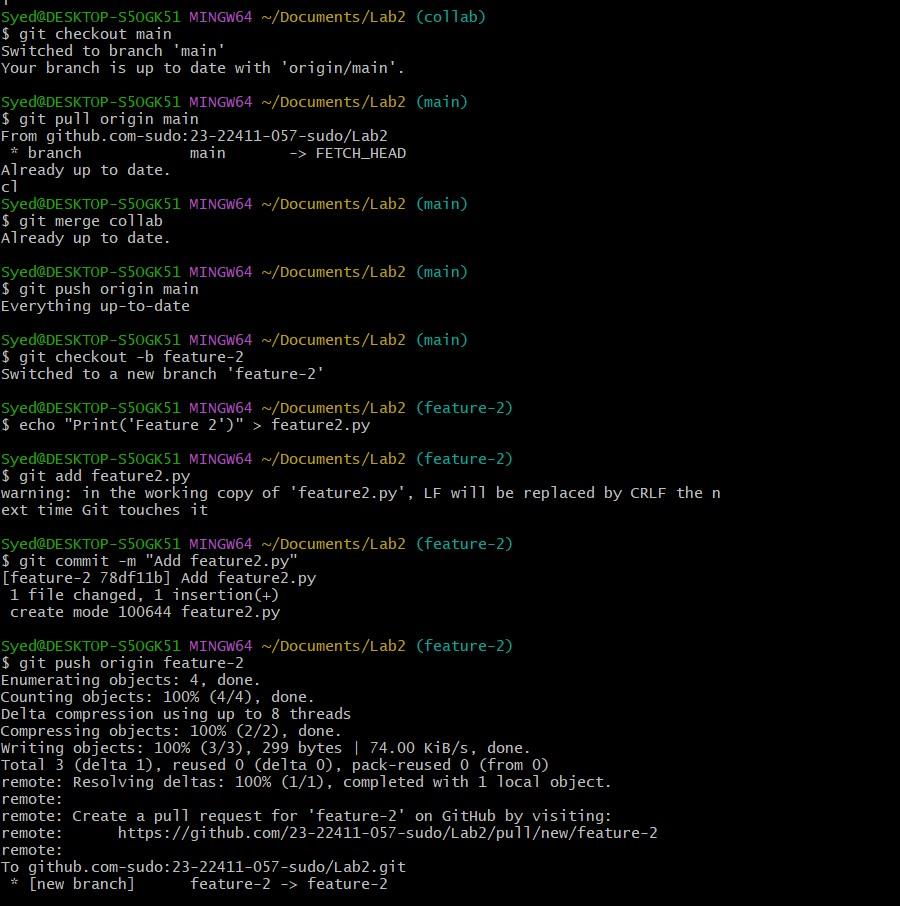 Syed@DESKTOP-S5OGK51 MINGW64 ~/Documents/Lab2 (collab)
$ git checkout main
Switched to branch 'main'
Your branch is up to date with 'origin/main'.
Syed@DESKTOP-S5OGK51 MINGW64 ~/Documents/Lab2 (main)
$ git pull origin main
From github.com-sudo:23-22411-057-sudo/Lab2
 * branch            main       -> FETCH_HEAD
Already up to date.
cl
Syed@DESKTOP-S5OGK51 MINGW64 ~/Documents/Lab2 (main)
$ git merge collab
Already up to date.
Syed@DESKTOP-S5OGK51 MINGW64 ~/Documents/Lab2 (main)
$ git push origin main
Everything up-to-date
Syed@DESKTOP-S5OGK51 MINGW64 ~/Documents/Lab2 (main)
$ git checkout -b feature-2
Switched to a new branch 'feature-2'
Syed@DESKTOP-S5OGK51 MINGW64 ~/Documents/Lab2 (feature-2)
$ echo "Print('Feature 2')" > feature2.py
Syed@DESKTOP-S5OGK51 MINGW64 ~/Documents/Lab2 (feature-2)
$ git add feature2.py
warning: in the working copy of 'feature2.py', LF will be replaced by CRLF the n
ext time Git touches it
Syed@DESKTOP-S5OGK51 MINGW64 ~/Documents/Lab2 (feature-2)
$ git commit -m "Add feature2.py"
[feature-2 78df11b] Add feature2.py
 1 file changed, 1 insertion(+)
 create mode 100644 feature2.py
Syed@DESKTOP-S5OGK51 MINGW64 ~/Documents/Lab2 (feature-2)
$ git push origin feature-2
Enumerating objects: 4, done.
Counting objects: 100% (4/4), done.
Delta compression using up to 8 threads
Compressing objects: 100% (2/2), done.
Writing objects: 100% (3/3), 299 bytes | 74.00 KiB/s, done.
Total 3 (delta 1), reused 0 (delta 0), pack-reused 0 (from 0)
remote: Resolving deltas: 100% (1/1), completed with 1 local object.
remote:
remote: Create a pull request for 'feature-2' on GitHub by visiting:
remote:      https://github.com/23-22411-057-sudo/Lab2/pull/new/feature-2
remote:
To github.com-sudo:23-22411-057-sudo/Lab2.git
 * [new branch]      feature-2 -> feature-2